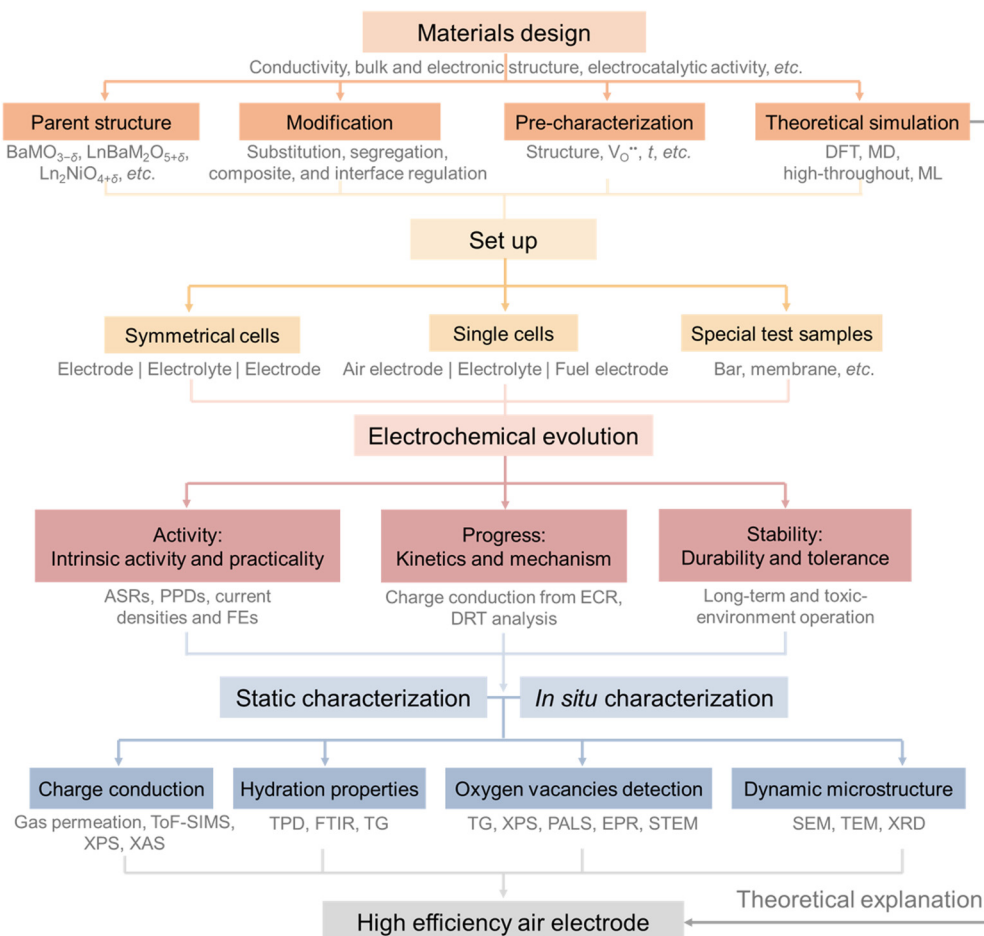 Materials design
Conductivity, bulk and electronic structure, electrocatalytic activity, etc.
Parent structure
BaMO₃₋δ, LnBaM₂O₅₊δ,
Ln₂NiO₄₊δ, etc.
Modification
Substitution, segregation,
composite, and interface regulation
Pre-characterization
Structure, V_O••, t, etc.
Theoretical simulation
DFT, MD,
high-throughout, ML
Set up
Symmetrical cells
Electrode | Electrolyte | Electrode
Single cells
Air electrode | Electrolyte | Fuel electrode
Special test samples
Bar, membrane, etc.
Electrochemical evolution
Activity:
Intrinsic activity and practicality
ASRs, PPDs, current
densities and FEs
Progress:
Kinetics and mechanism
Charge conduction from ECR,
DRT analysis
Stability:
Durability and tolerance
Long-term and toxic-
environment operation
Static characterization
In situ characterization
Charge conduction
Gas permeation, ToF-SIMS,
XPS, XAS
Hydration properties
TPD, FTIR, TG
Oxygen vacancies detection
TG, XPS, PALS, EPR, STEM
Dynamic microstructure
SEM, TEM, XRD
Theoretical explanation
High efficiency air electrode